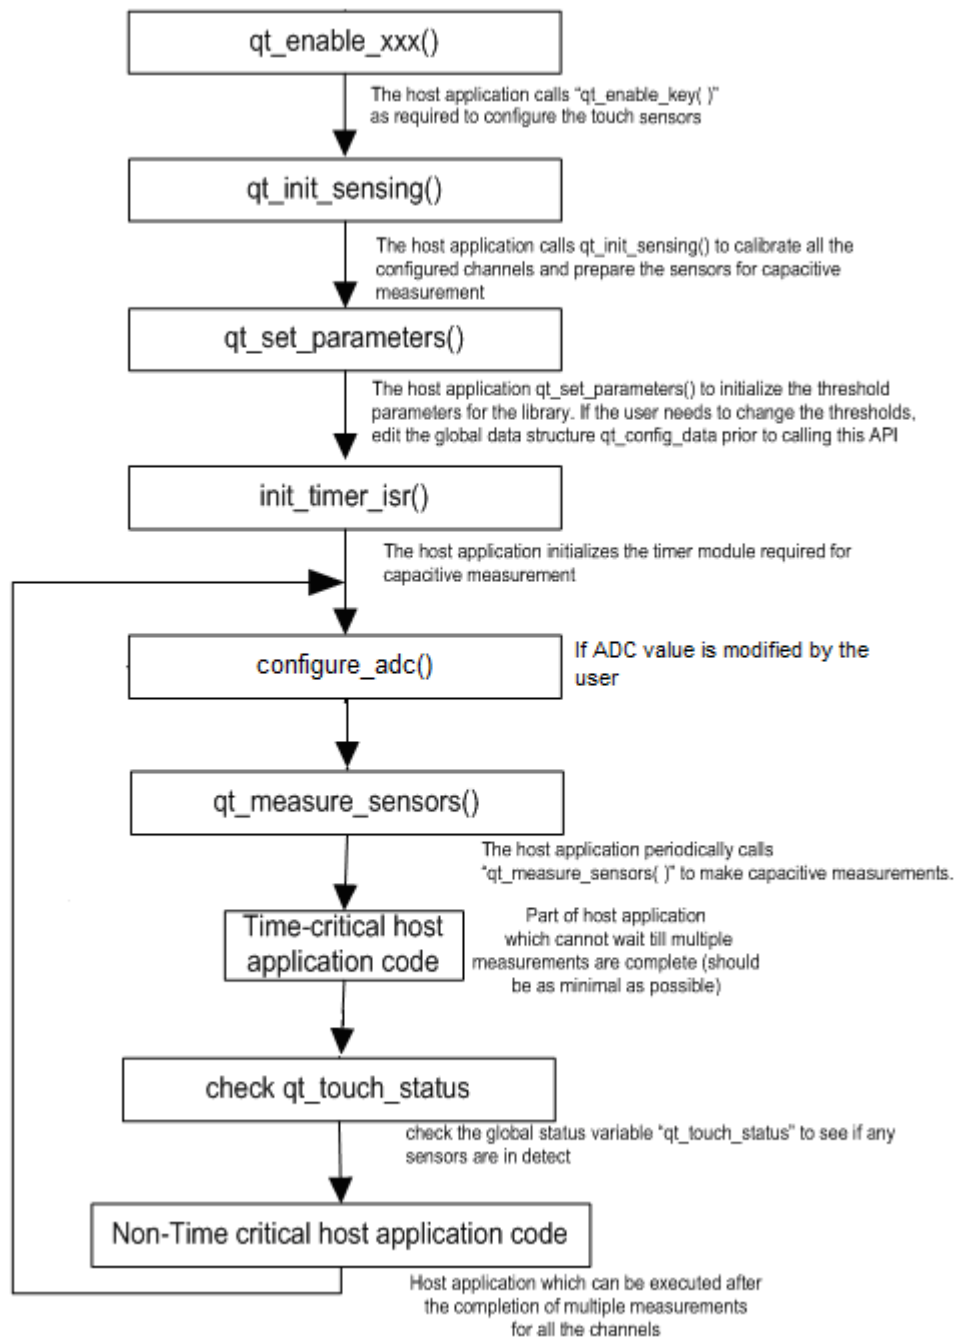 qt_enable_xxx()
The host application calls “qt_enable_key( )”
as required to configure the touch sensors
qt_init_sensing()
The host application calls qt_init_sensing() to calibrate all the
configured channels and prepare the sensors for capacitive
measurement
qt_set_parameters()
The host application qt_set_parameters() to initialize the threshold
parameters for the library. If the user needs to change the thresholds,
edit the global data structure qt_config_data prior to calling this API
init_timer_isr()
The host application initializes the timer module required for
capacitive measurement
configure_adc()
If ADC value is modified by the
user
qt_measure_sensors()
The host application periodically calls
“qt_measure_sensors( )” to make capacitive measurements.
Time-critical host
application code
Part of host application
which cannot wait till multiple
measurements are complete (should
be as minimal as possible)
check qt_touch_status
check the global status variable “qt_touch_status” to see if any
sensors are in detect
Non-Time critical host application code
Host application which can be executed after
the completion of multiple measurements
for all the channels